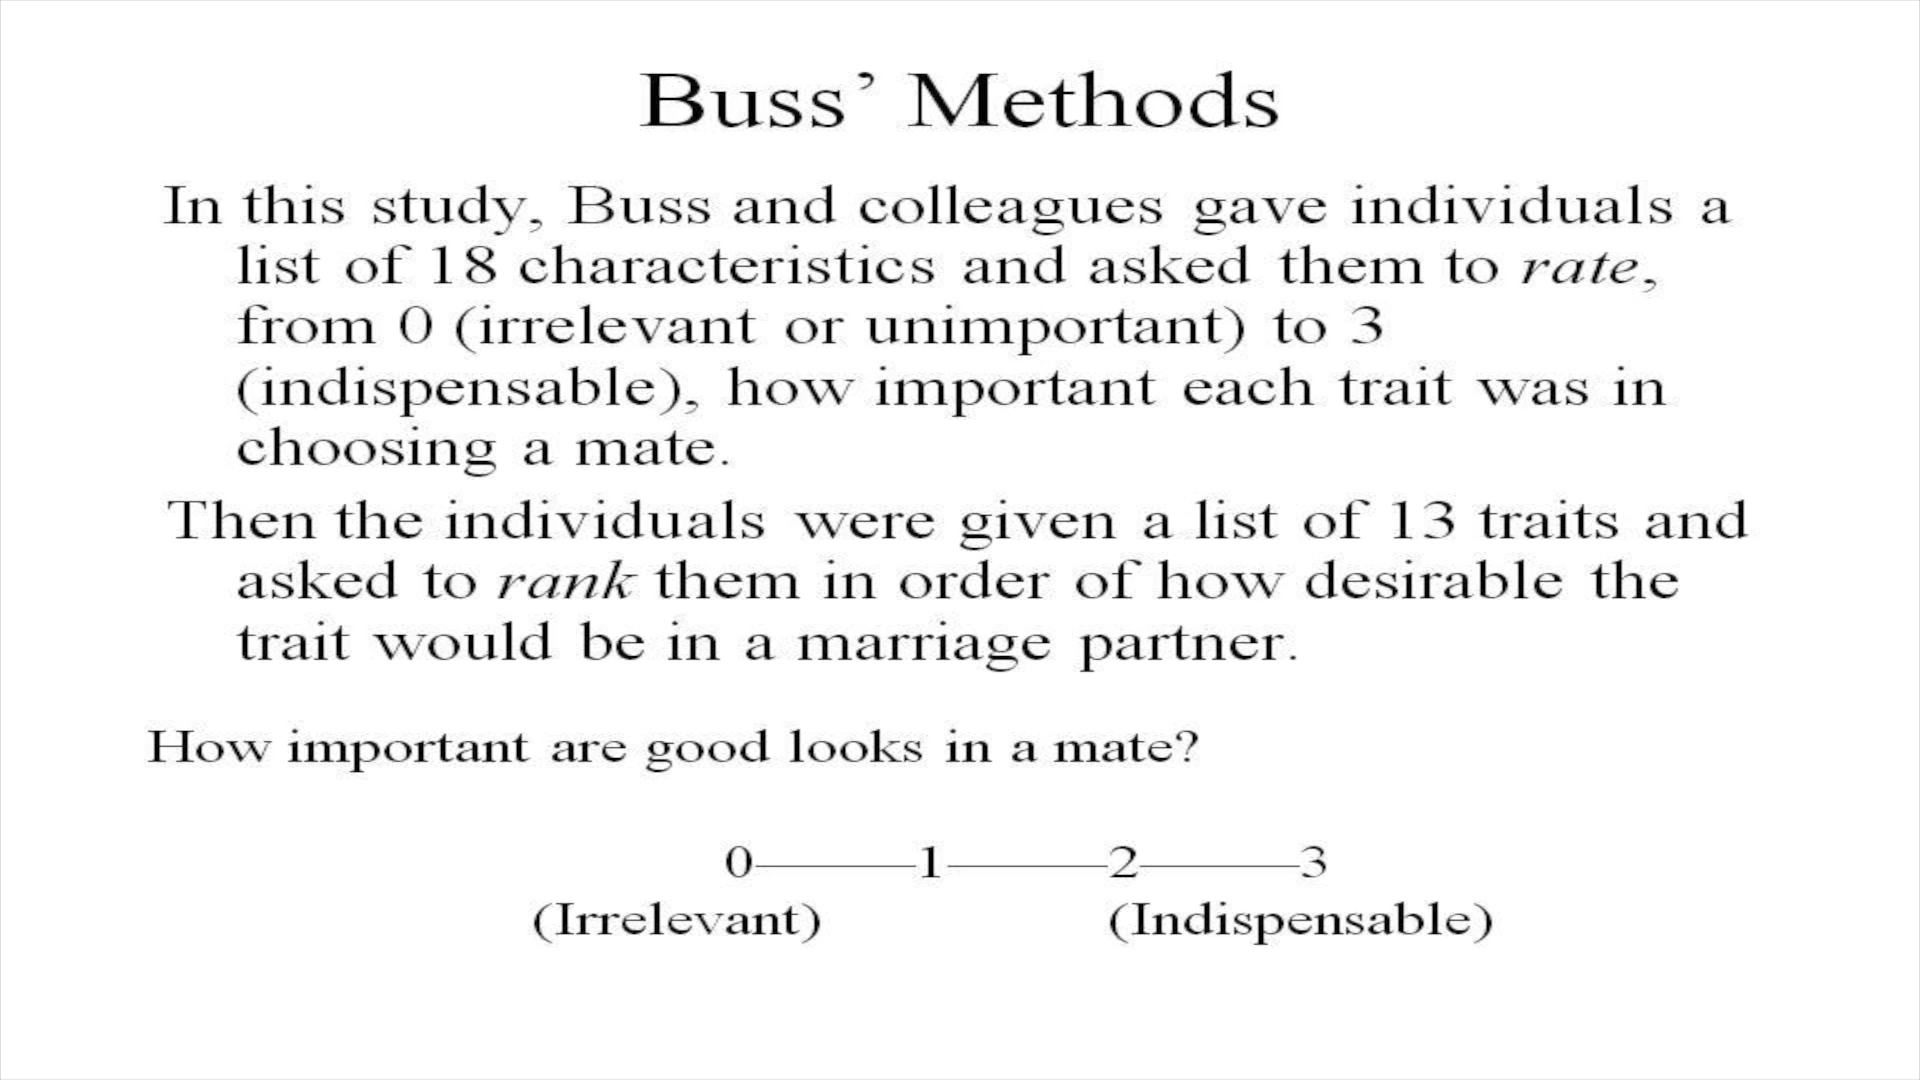 Buss’ Methods
In this study, Buss and colleagues gave individuals a
list of 18 characteristics and asked them to rate,
from 0 (irrelevant or unimportant) to 3
(indispensable), how important each trait was in
choosing a mate.
Then the individuals were given a list of 13 traits and
asked to rank them in order of how desirable the
trait would be in a marriage partner.
How important are good looks in a mate?
0———1———2———3
(Irrelevant) (Indispensable)